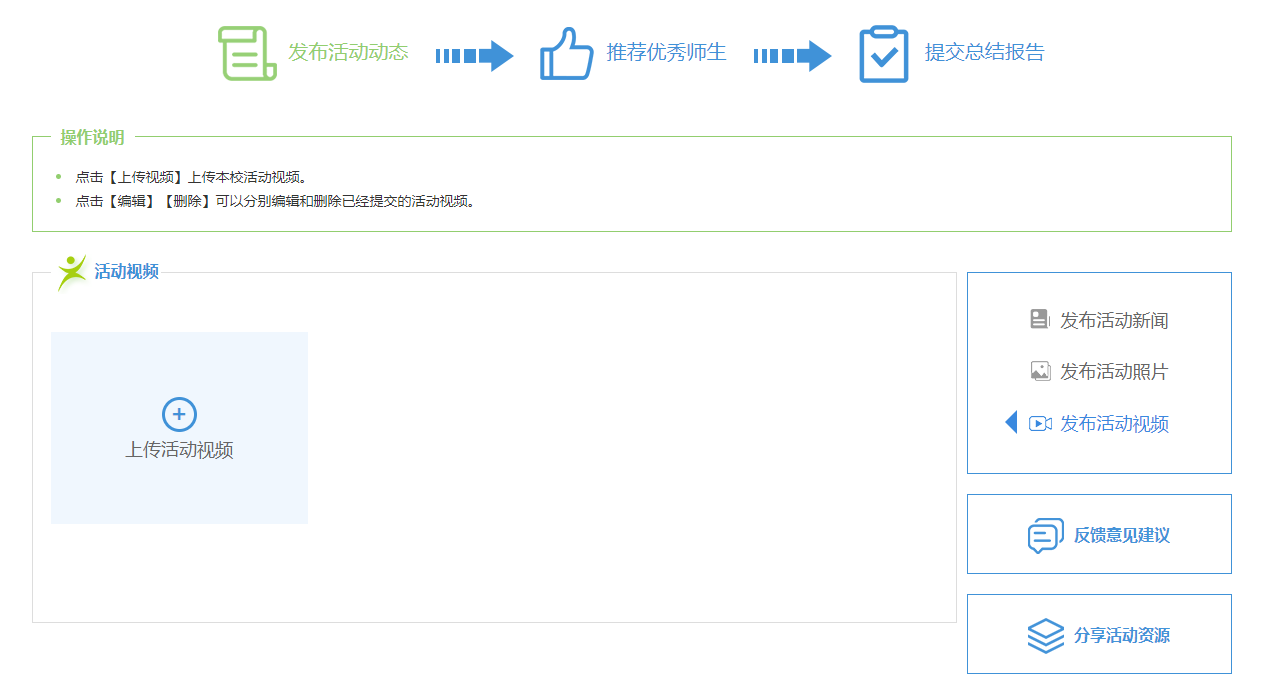 发布活动动态
推荐优秀师生
提交总结报告
操作说明
点击【上传视频】上传本校活动视频。
点击【编辑】【删除】可以分别编辑和删除已经提交的活动视频。
活动视频
上传活动视频
发布活动新闻
发布活动照片
发布活动视频
反馈意见建议
分享活动资源